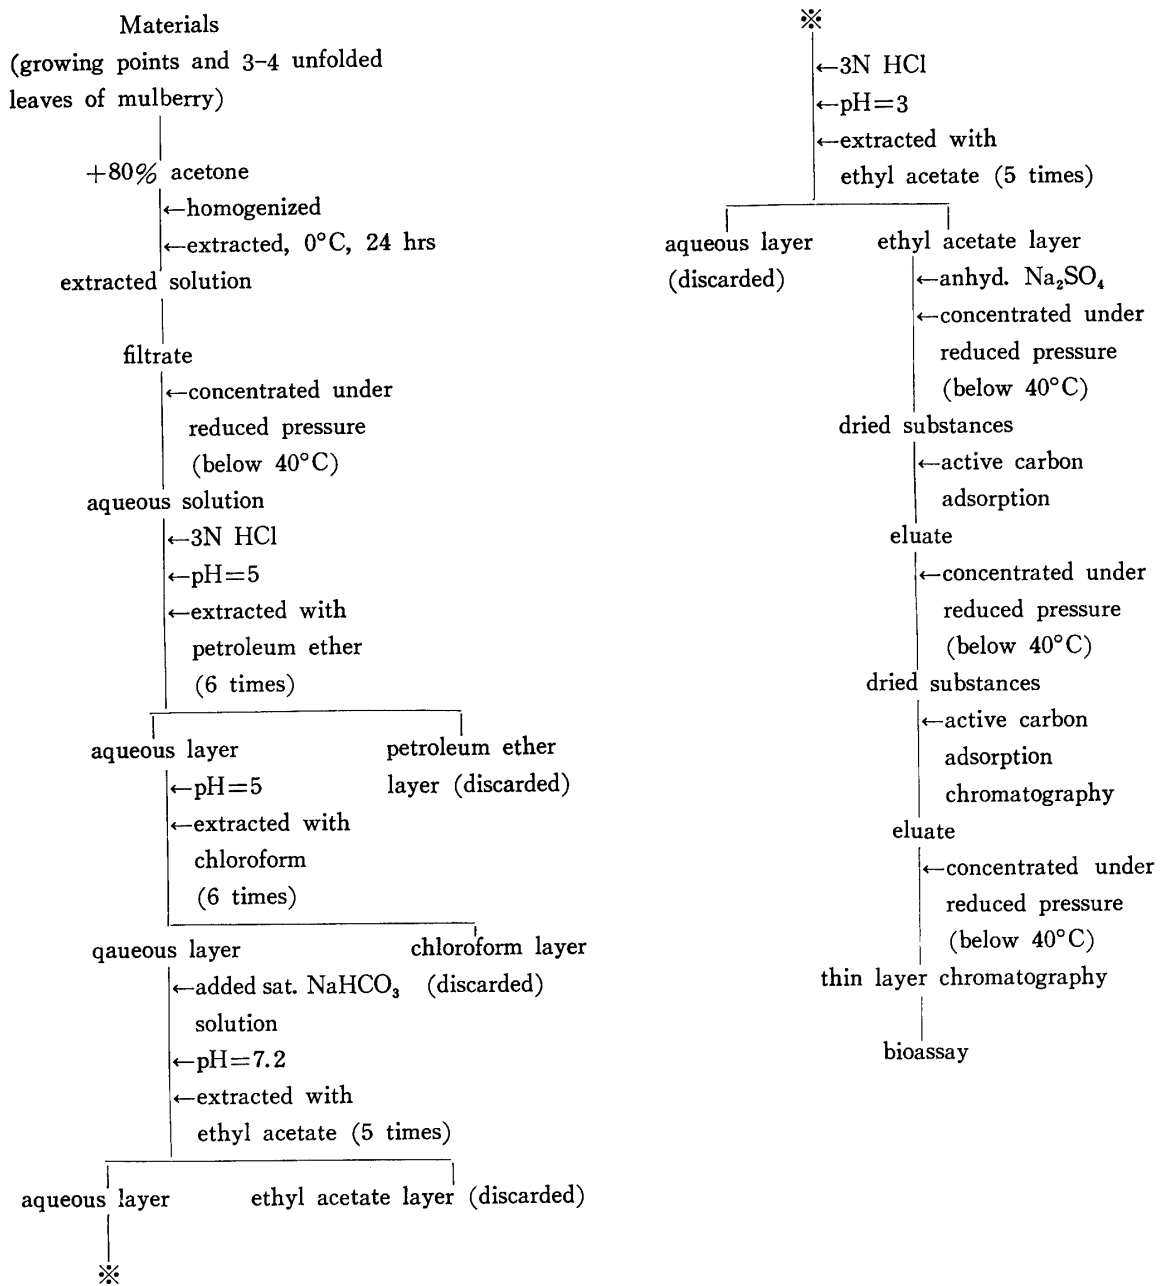 Materials
(growing points and 3-4 unfolded
leaves of mulberry)
+80% acetone
←homogenized
←extracted, 0°C, 24 hrs
extracted solution
filtrate
←concentrated under
reduced pressure
(below 40°C)
aqueous solution
←3N HCl
←pH=5
←extracted with
petroleum ether
(6 times)
aqueous layer
petroleum ether
layer (discarded)
←pH=5
←extracted with
chloroform
(6 times)
qaueous layer
chloroform layer
(discarded)
←added sat. NaHCO₃
solution
←pH=7.2
←extracted with
ethyl acetate (5 times)
aqueous layer
ethyl acetate layer (discarded)
※
※
←3N HCl
←pH=3
←extracted with
ethyl acetate (5 times)
aqueous layer
(discarded)
ethyl acetate layer
←anhyd. Na₂SO₄
←concentrated under
reduced pressure
(below 40°C)
dried substances
←active carbon
adsorption
eluate
←concentrated under
reduced pressure
(below 40°C)
dried substances
←active carbon
adsorption
chromatography
eluate
←concentrated under
reduced pressure
(below 40°C)
thin layer chromatography
bioassay